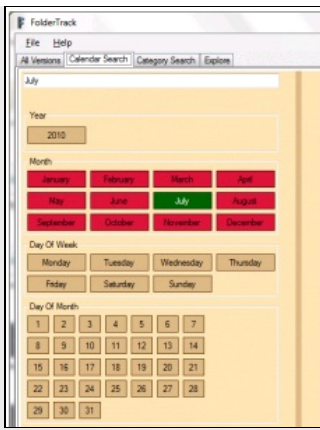 FolderTrack
File Help
All Versions Calendar Search Category Search Explore
July
Year
2010
Month
January February March April
May June July August
September October November December
Day Of Week
Monday Tuesday Wednesday Thursday
Friday Saturday Sunday
Day Of Month
1 2 3 4 5 6 7
8 9 10 11 12 13 14
15 16 17 18 19 20 21
22 23 24 25 26 27 28
29 30 31